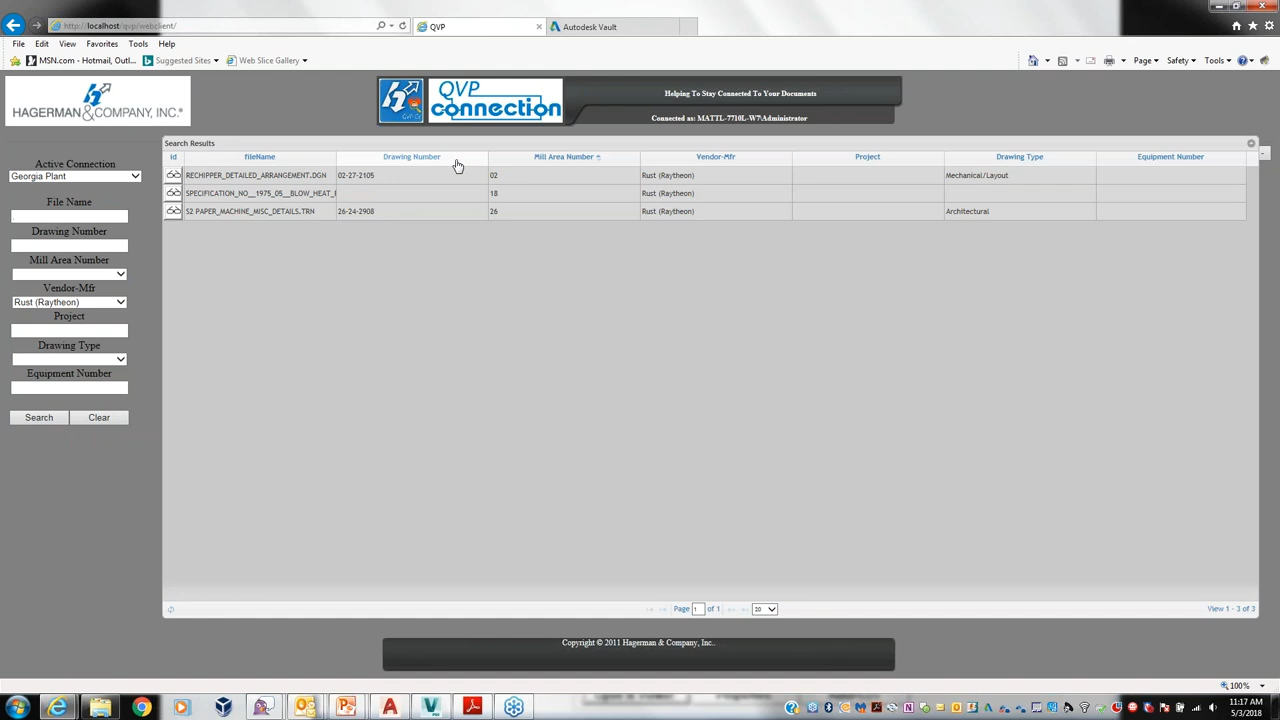 http://localhost/qvp/webclient/
QVP
Autodesk Vault
File Edit View Favorites Tools Help
MSN.com - Hotmail, Outl...
Suggested Sites
Web Slice Gallery
Page
Safety
Tools
HAGERMAN & COMPANY, INC.
QVP
connection
Helping To Stay Connected To Your Documents
Connected as: MATTL-7710L-W7\Administrator
Active Connection
Georgia Plant
File Name
Drawing Number
Mill Area Number
Vendor-Mfr
Rust (Raytheon)
Project
Drawing Type
Equipment Number
Search
Clear
Search Results
id fileName Drawing Number Mill Area Number Vendor-Mfr Project Drawing Type Equipment Number
RECHIPPER_DETAILED_ARRANGEMENT.DGN 02-27-2105 02 Rust (Raytheon) Mechanical/Layout
SPECIFICATION_NO__1975_05__BLOW_HEAT_ 18 Rust (Raytheon)
S2 PAPER_MACHINE_MISC_DETAILS.TRN 26-24-2908 26 Rust (Raytheon) Architectural
Page 1 of 1 20
View 1 - 3 of 3
Copyright © 2011 Hagerman & Company, Inc..
100%
11:17 AM
5/3/2018